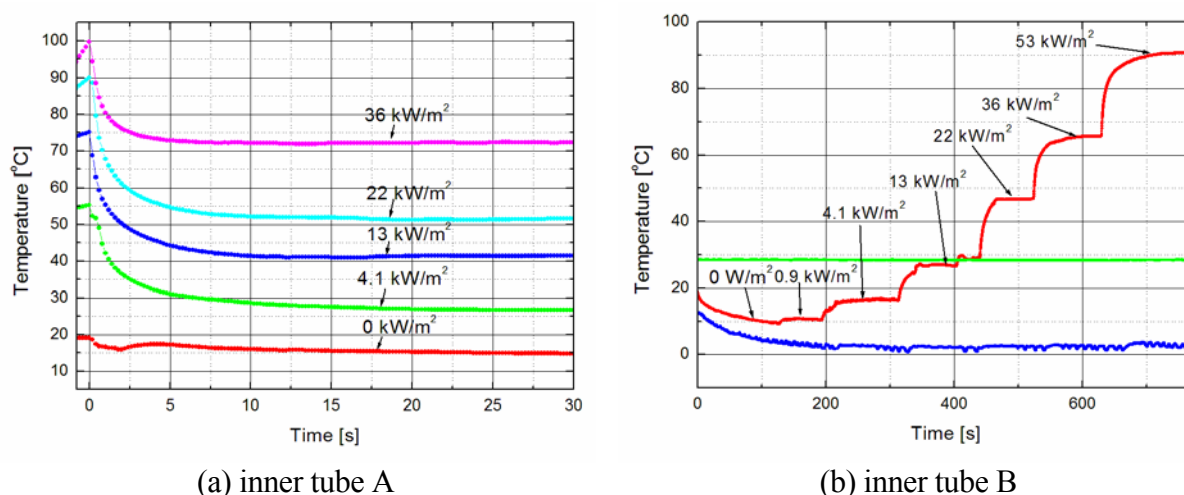 100
90
80
70
60
50
40
30
20
10
Temperature [°C]
36 kW/m²
22 kW/m²
13 kW/m²
4.1 kW/m²
0 kW/m²
0 5 10 15 20 25 30
Time [s]
(a) inner tube A
100
80
60
40
20
0
Temperature [°C]
53 kW/m²
36 kW/m²
22 kW/m²
13 kW/m²
4.1 kW/m²
0 W/m² 0.9 kW/m²
0 200 400 600
Time [s]
(b) inner tube B